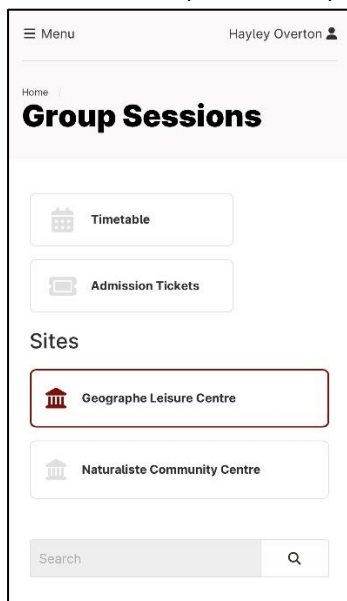 Menu
Hayley Overton
Home /
Group Sessions
Timetable
Admission Tickets
Sites
Geographe Leisure Centre
Naturaliste Community Centre
Search